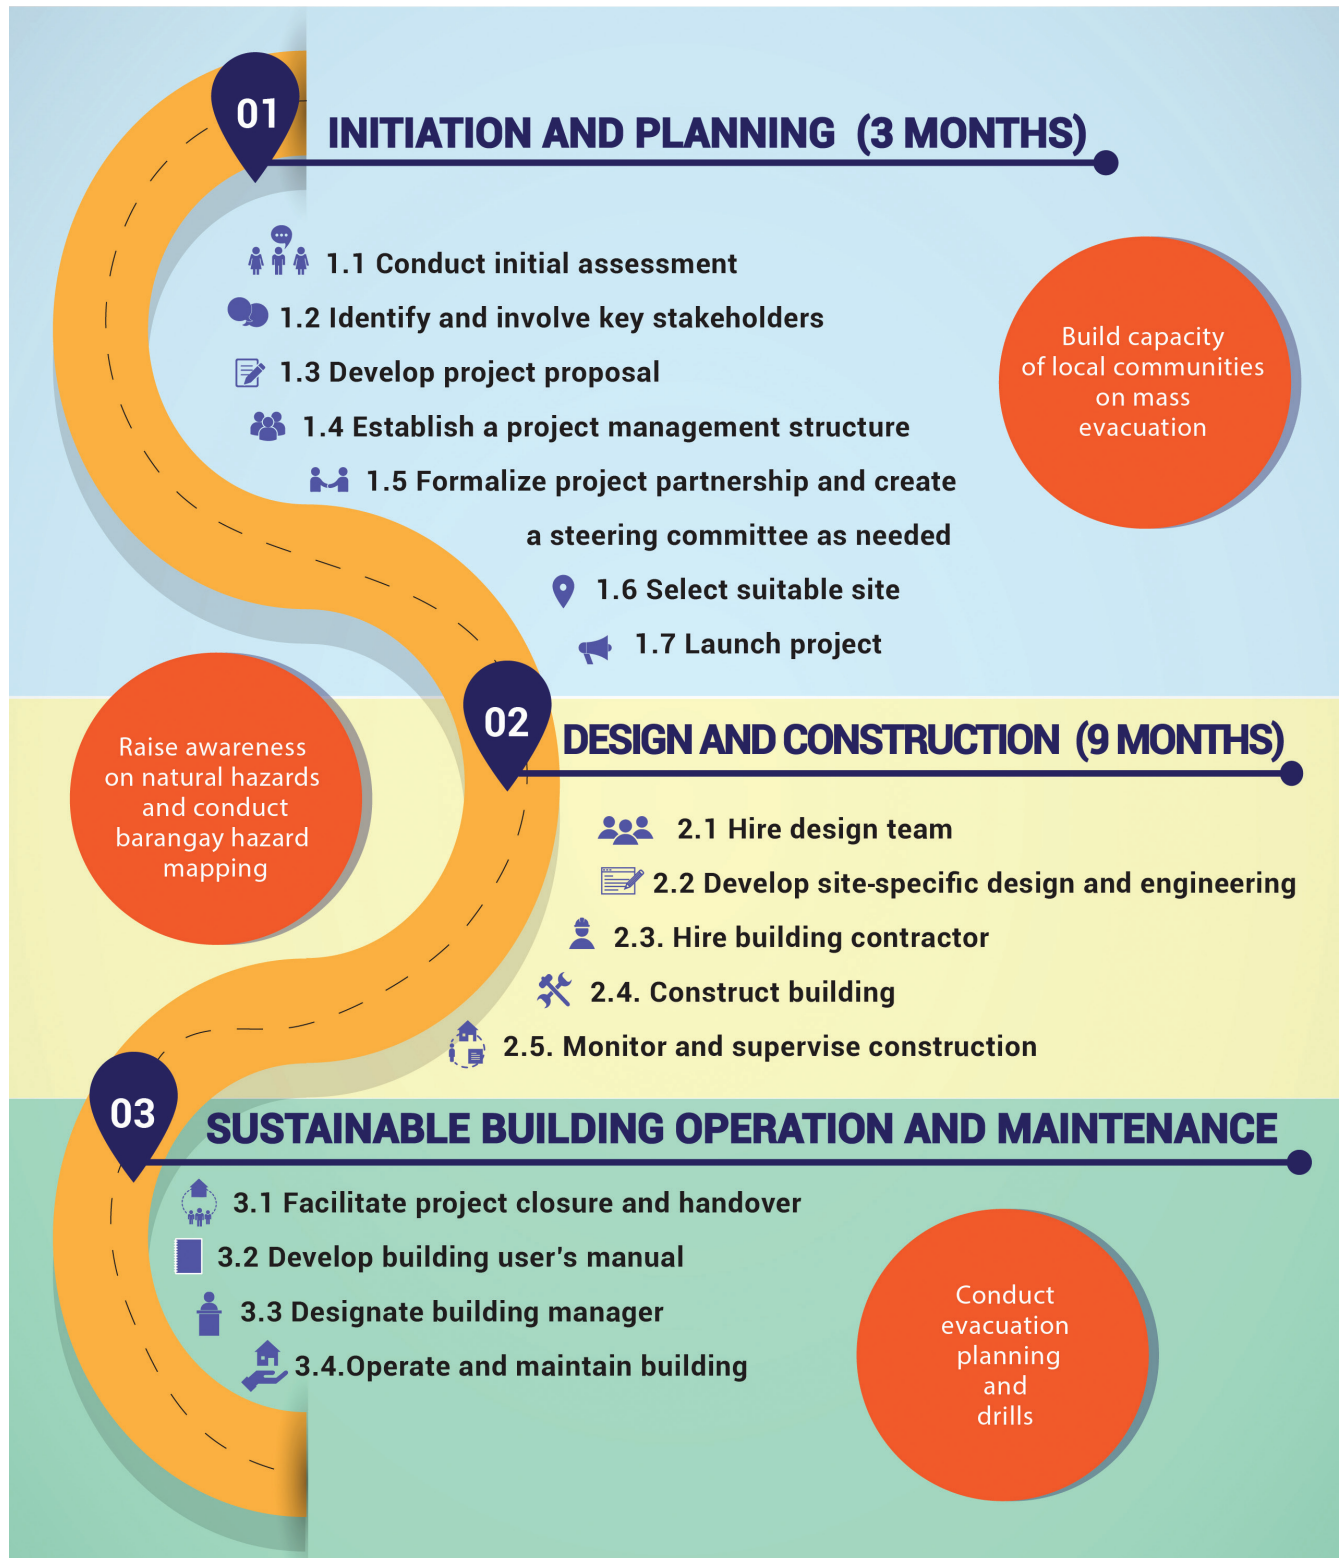 01
INITIATION AND PLANNING (3 MONTHS)
1.1 Conduct initial assessment
1.2 Identify and involve key stakeholders
1.3 Develop project proposal
1.4 Establish a project management structure
1.5 Formalize project partnership and create
a steering committee as needed
1.6 Select suitable site
1.7 Launch project
Build capacity
of local communities
on mass
evacuation
02
DESIGN AND CONSTRUCTION (9 MONTHS)
Raise awareness
on natural hazards
and conduct
barangay hazard
mapping
2.1 Hire design team
2.2 Develop site-specific design and engineering
2.3. Hire building contractor
2.4. Construct building
2.5. Monitor and supervise construction
03
SUSTAINABLE BUILDING OPERATION AND MAINTENANCE
3.1 Facilitate project closure and handover
3.2 Develop building user's manual
3.3 Designate building manager
3.4.Operate and maintain building
Conduct
evacuation
planning
and
drills